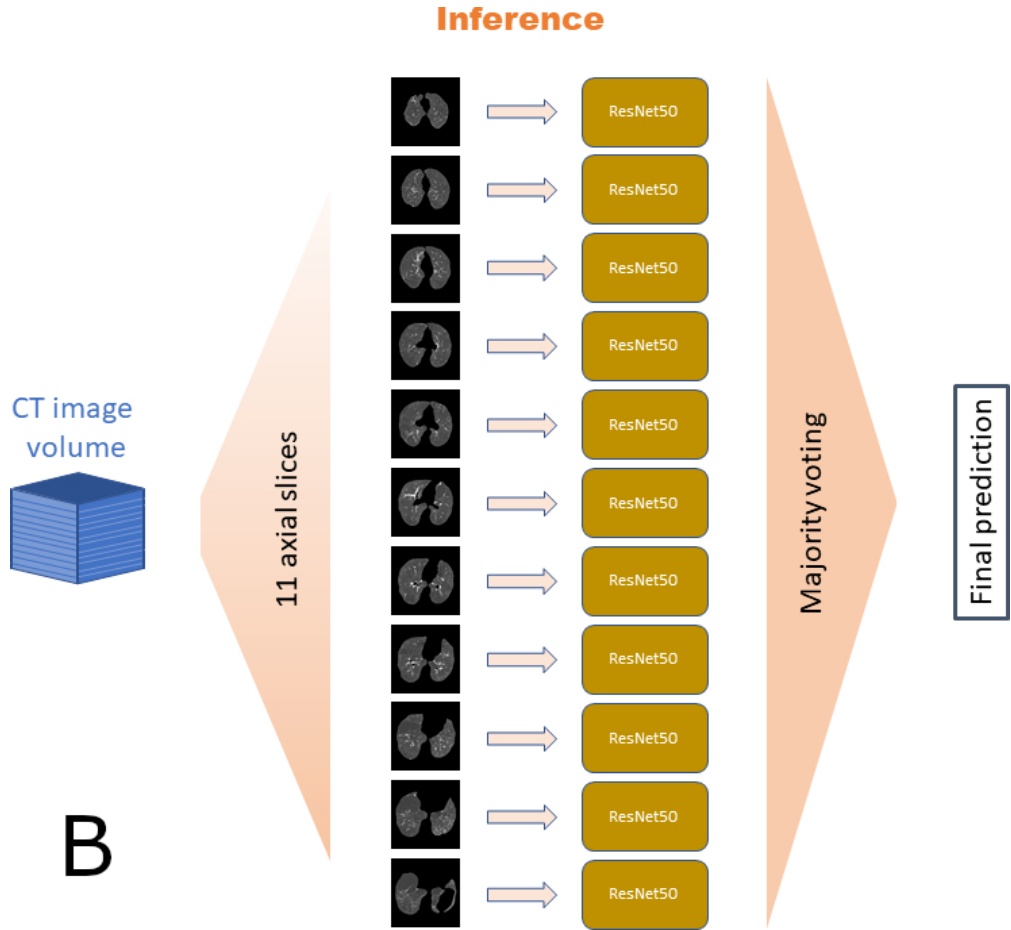 Inference
CT image
volume
11 axial slices
ResNet50
ResNet50
ResNet50
ResNet50
ResNet50
ResNet50
ResNet50
ResNet50
ResNet50
ResNet50
ResNet50
Majority voting
Final prediction
B